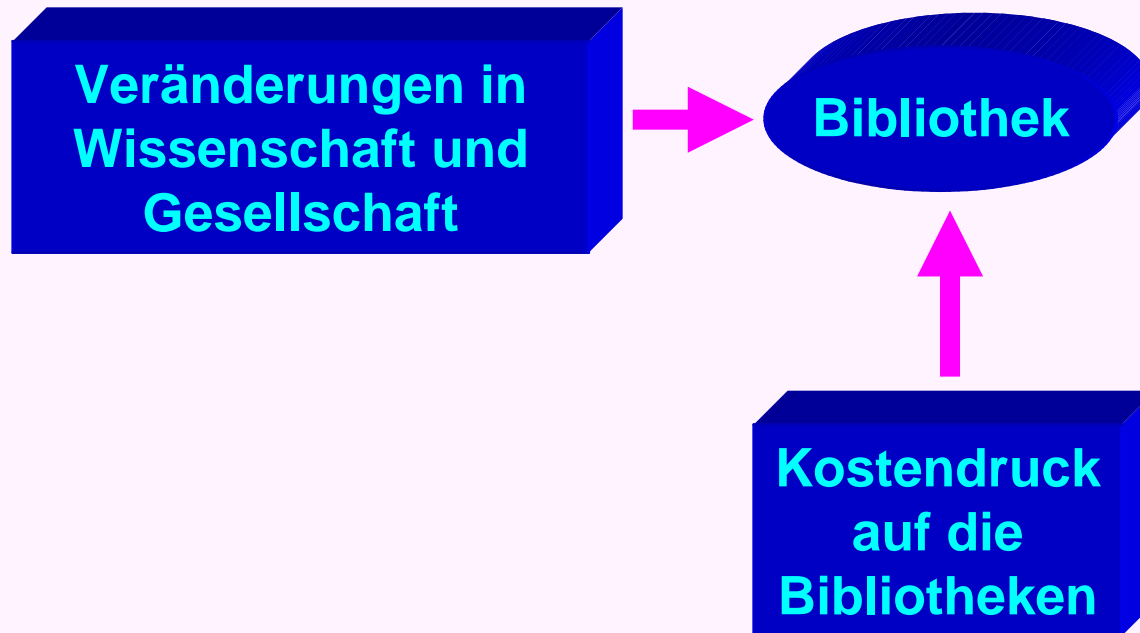 Veränderungen in
Wissenschaft und
Gesellschaft
Bibliothek
Kostendruck
auf die
Bibliotheken